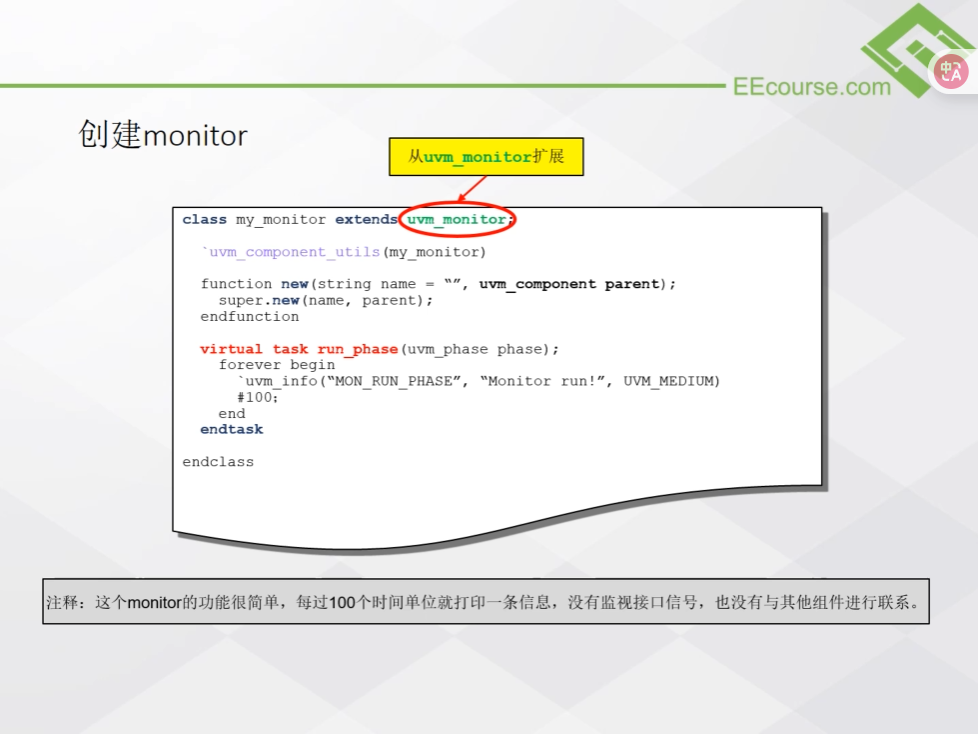 EEcourse.com
中
A
创建monitor
从uvm_monitor扩展
class my_monitor extends uvm_monitor;
`uvm_component_utils(my_monitor)
function new(string name = “”, uvm_component parent);
super.new(name, parent);
endfunction
virtual task run_phase(uvm_phase phase);
forever begin
`uvm_info(“MON_RUN_PHASE”, “Monitor run!”, UVM_MEDIUM)
#100;
end
endtask
endclass
注释：这个monitor的功能很简单，每过100个时间单位就打印一条信息，没有监视接口信号，也没有与其他组件进行联系。